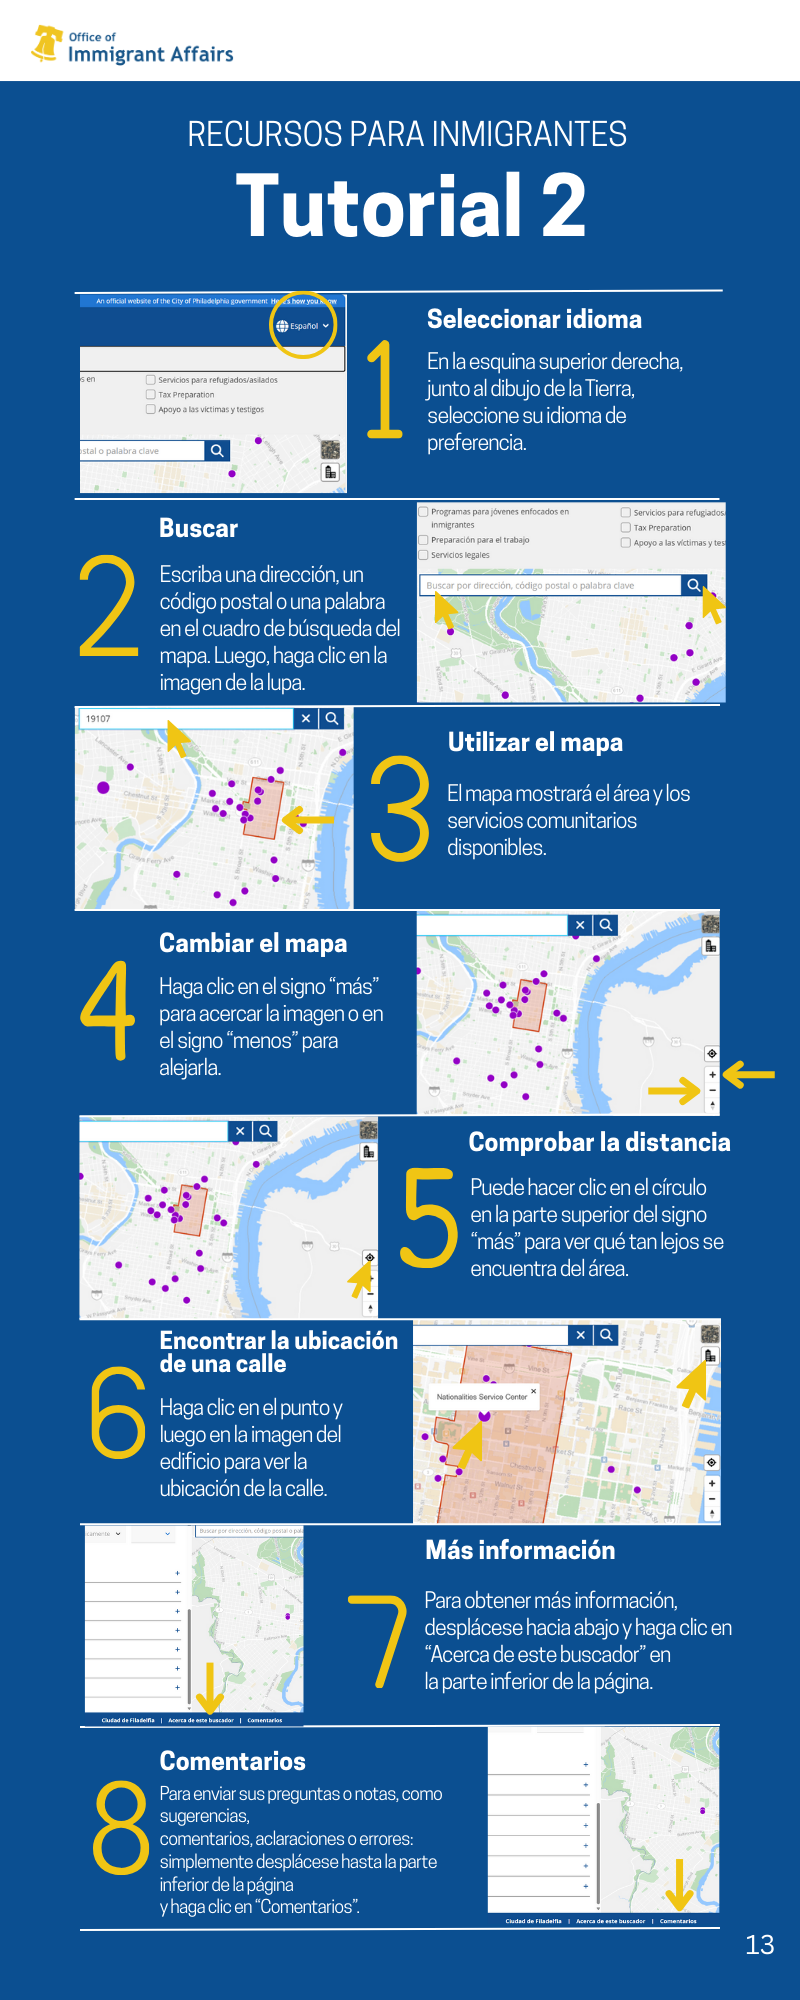 Office of
Immigrant Affairs
RECURSOS PARA INMIGRANTES
Tutorial 2
An official website of the City of Philadelphia government Here's how you know
Español
s en
Servicios para refugiados/asilados
Tax Preparation
Apoyo a las víctimas y testigos
ostal o palabra clave
1
Seleccionar idioma
En la esquina superior derecha,
junto al dibujo de la Tierra,
seleccione su idioma de
preferencia.
2
Buscar
Escriba una dirección, un
código postal o una palabra
en el cuadro de búsqueda del
mapa. Luego, haga clic en la
imagen de la lupa.
Programas para jóvenes enfocados en
inmigrantes
Preparación para el trabajo
Servicios legales
Servicios para refugiados/
Tax Preparation
Apoyo a las víctimas y tes
Buscar por dirección, código postal o palabra clave
19107
3
Utilizar el mapa
El mapa mostrará el área y los
servicios comunitarios
disponibles.
4
Cambiar el mapa
Haga clic en el signo “más”
para acercar la imagen o en
el signo “menos” para
alejarla.
5
Comprobar la distancia
Puede hacer clic en el círculo
en la parte superior del signo
“más” para ver qué tan lejos se
encuentra del área.
6
Encontrar la ubicación
de una calle
Haga clic en el punto y
luego en la imagen del
edificio para ver la
ubicación de la calle.
Nationalities Service Center
Market St
Chestnut St
7
Más información
Para obtener más información,
desplácese hacia abajo y haga clic en
“Acerca de este buscador” en
la parte inferior de la página.
camente
Buscar por dirección, código postal o pala
Ciudad de Filadelfia | Acerca de este buscador | Comentarios
8
Comentarios
Para enviar sus preguntas o notas, como
sugerencias,
comentarios, aclaraciones o errores:
simplemente desplácese hasta la parte
inferior de la página
y haga clic en “Comentarios”.
Ciudad de Filadelfia | Acerca de este buscador | Comentarios
13